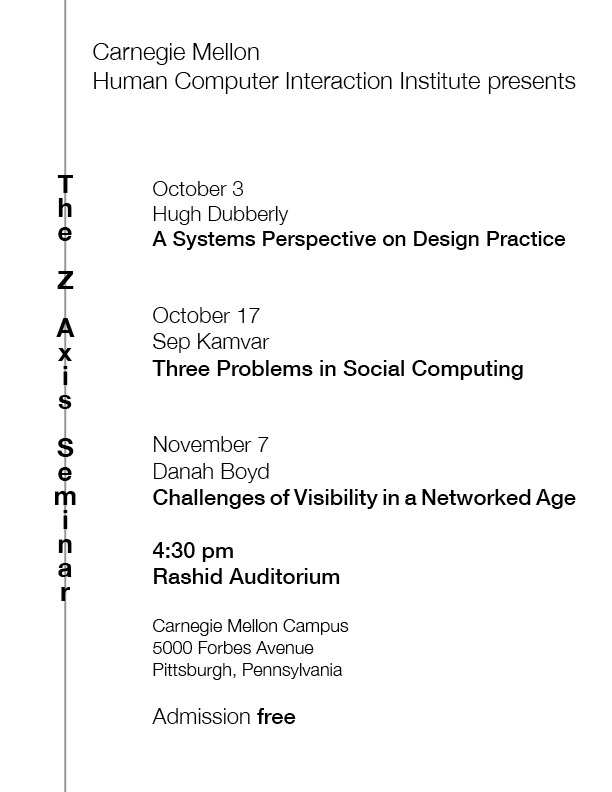 Carnegie Mellon
Human Computer Interaction Institute presents
The Z Axis Seminar
October 3
Hugh Dubberly
A Systems Perspective on Design Practice
October 17
Sep Kamvar
Three Problems in Social Computing
November 7
Danah Boyd
Challenges of Visibility in a Networked Age
4:30 pm
Rashid Auditorium
Carnegie Mellon Campus
5000 Forbes Avenue
Pittsburgh, Pennsylvania
Admission free